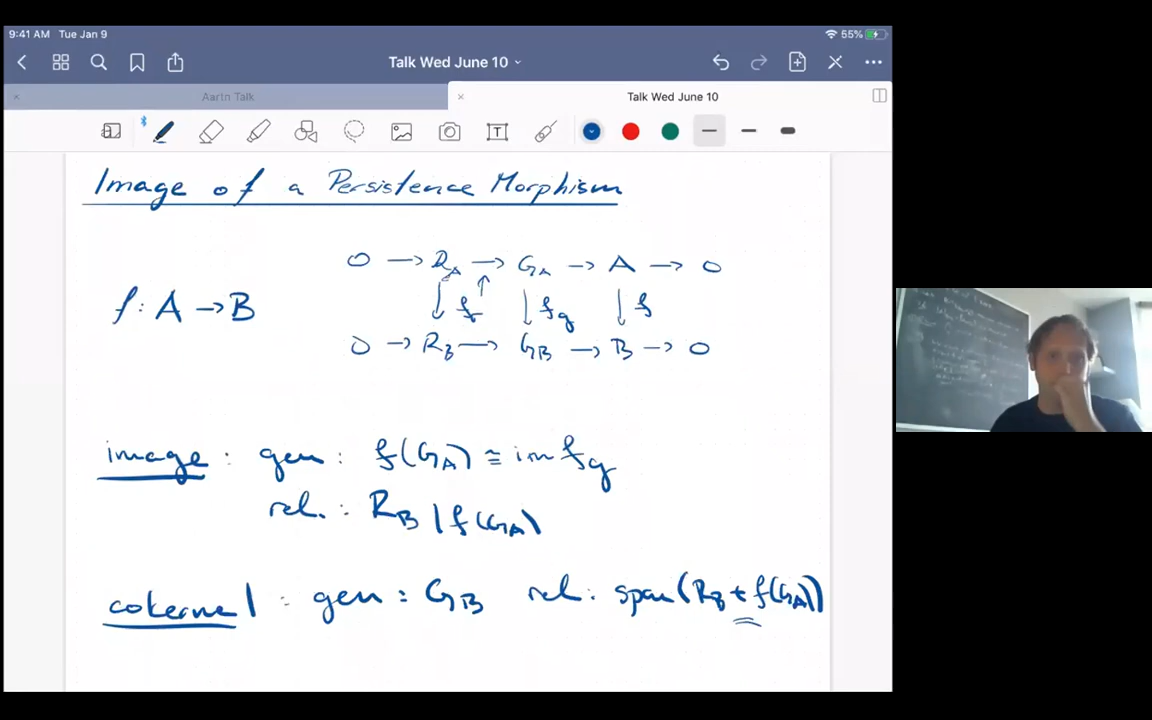 9:41 AM Tue Jan 9
55%
Talk Wed June 10
AarIn Talk
Talk Wed June 10
Image of a Persistence Morphism
0 → R_A → G_A → A → 0
f: A → B
↓ f_r ↑ ↓ f_g ↓ f
0 → R_B → G_B → B → 0
image : gen : f(G_A) ≅ im f_g
rel. : R_B | f(G_A)
cokernel : gen : G_B rel : span(R_B + f(G_A))